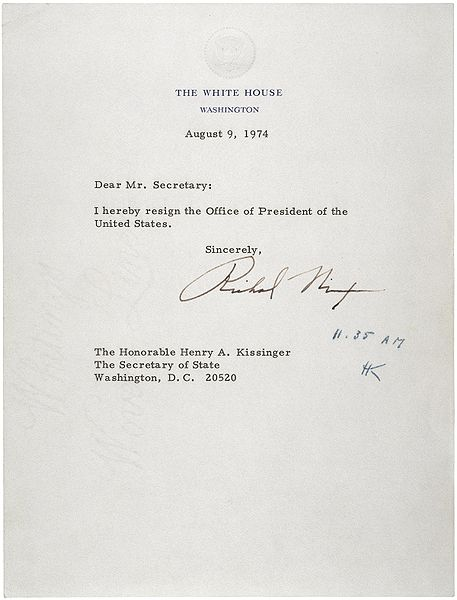 THE WHITE HOUSE
WASHINGTON
August 9, 1974
Dear Mr. Secretary:
I hereby resign the Office of President of the
United States.
Sincerely,
Richard Nixon
11.35 AM
HK
The Honorable Henry A. Kissinger
The Secretary of State
Washington, D.C. 20520